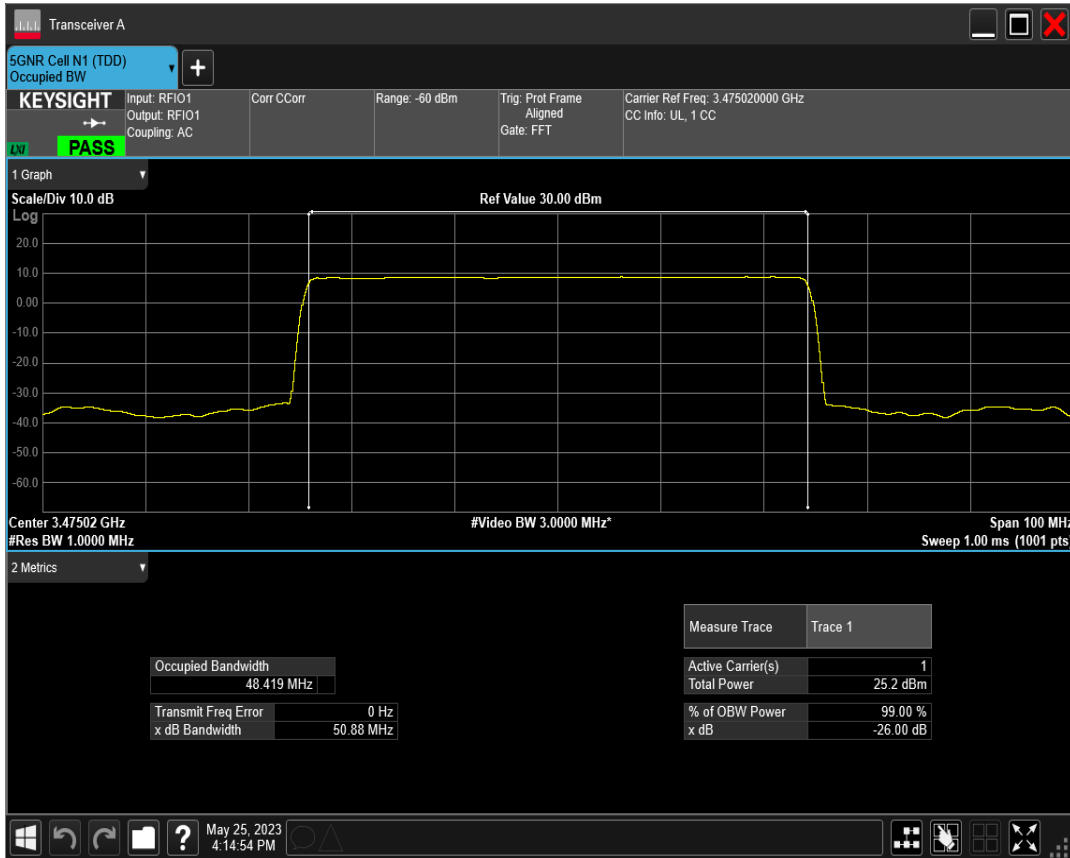 Transceiver A
5GNR Cell N1 (TDD)
Occupied BW
+
KEYSIGHT
LXI
PASS
Input: RFIO1
Output: RFIO1
Coupling: AC
Corr CCorr
Range: -60 dBm
Trig: Prot Frame
Aligned
Gate: FFT
Carrier Ref Freq: 3.475020000 GHz
CC Info: UL, 1 CC
1 Graph
Scale/Div 10.0 dB
Ref Value 30.00 dBm
Log
20.0
10.0
0.00
-10.0
-20.0
-30.0
-40.0
-50.0
-60.0
Center 3.47502 GHz
#Video BW 3.0000 MHz*
Span 100 MHz
#Res BW 1.0000 MHz
Sweep 1.00 ms (1001 pts)
2 Metrics
Measure Trace Trace 1
Occupied Bandwidth
48.419 MHz
Active Carrier(s) 1
Total Power 25.2 dBm
Transmit Freq Error 0 Hz
x dB Bandwidth 50.88 MHz
% of OBW Power 99.00 %
x dB -26.00 dB
?
May 25, 2023
4:14:54 PM